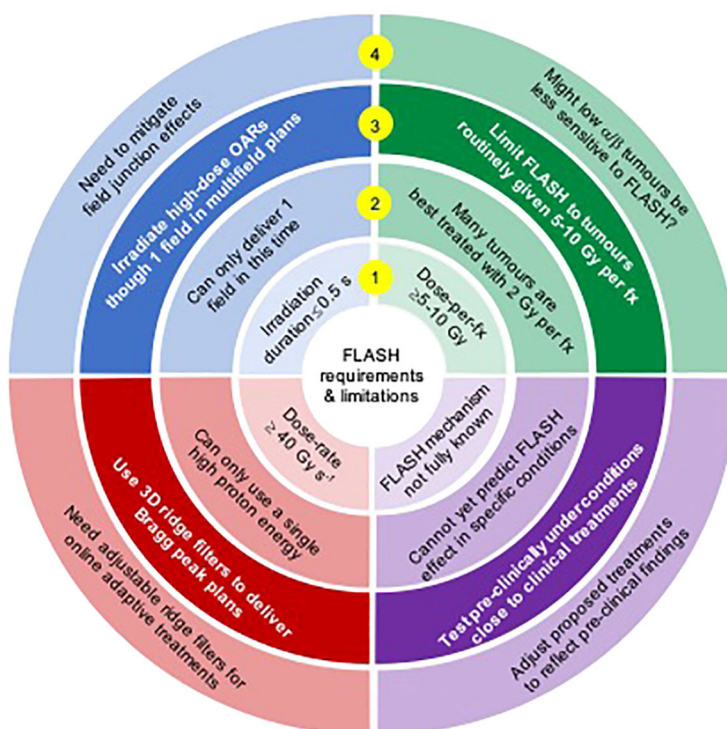 4
3
2
1
Need to mitigate
field junction effects
Irradiate high-dose OARs
though 1 field in multifield plans
Can only deliver 1
field in this time
Irradiation
duration≤0.5 s
Might low α/β tumours be
less sensitive to FLASH?
Limit FLASH to tumours
routinely given 5-10 Gy per fx
Many tumours are
best treated with 2 Gy per fx
Dose-per-fx
≥5-10 Gy
FLASH
requirements
& limitations
Dose-rate
≥ 40 Gy s⁻¹
Can only use a single
high proton energy
Use 3D ridge filters to deliver
Bragg peak plans
Need adjustable ridge filters for
online adaptive treatments
FLASH mechanism
not fully known
Cannot yet predict FLASH
effect in specific conditions
Test pre-clinically under conditions
close to clinical treatments
Adjust proposed treatments
to reflect pre-clinical findings